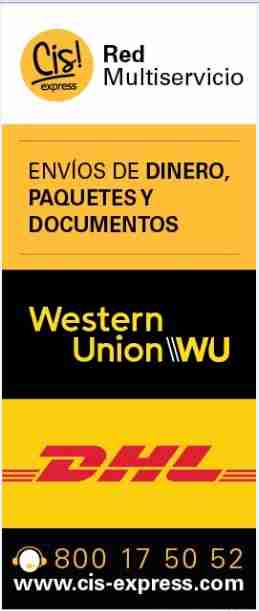 Cis!
express
Red
Multiservicio
ENVÍOS DE DINERO,
PAQUETES Y
DOCUMENTOS
Western
Union WU
DHL
800 17 50 52
www.cis-express.com